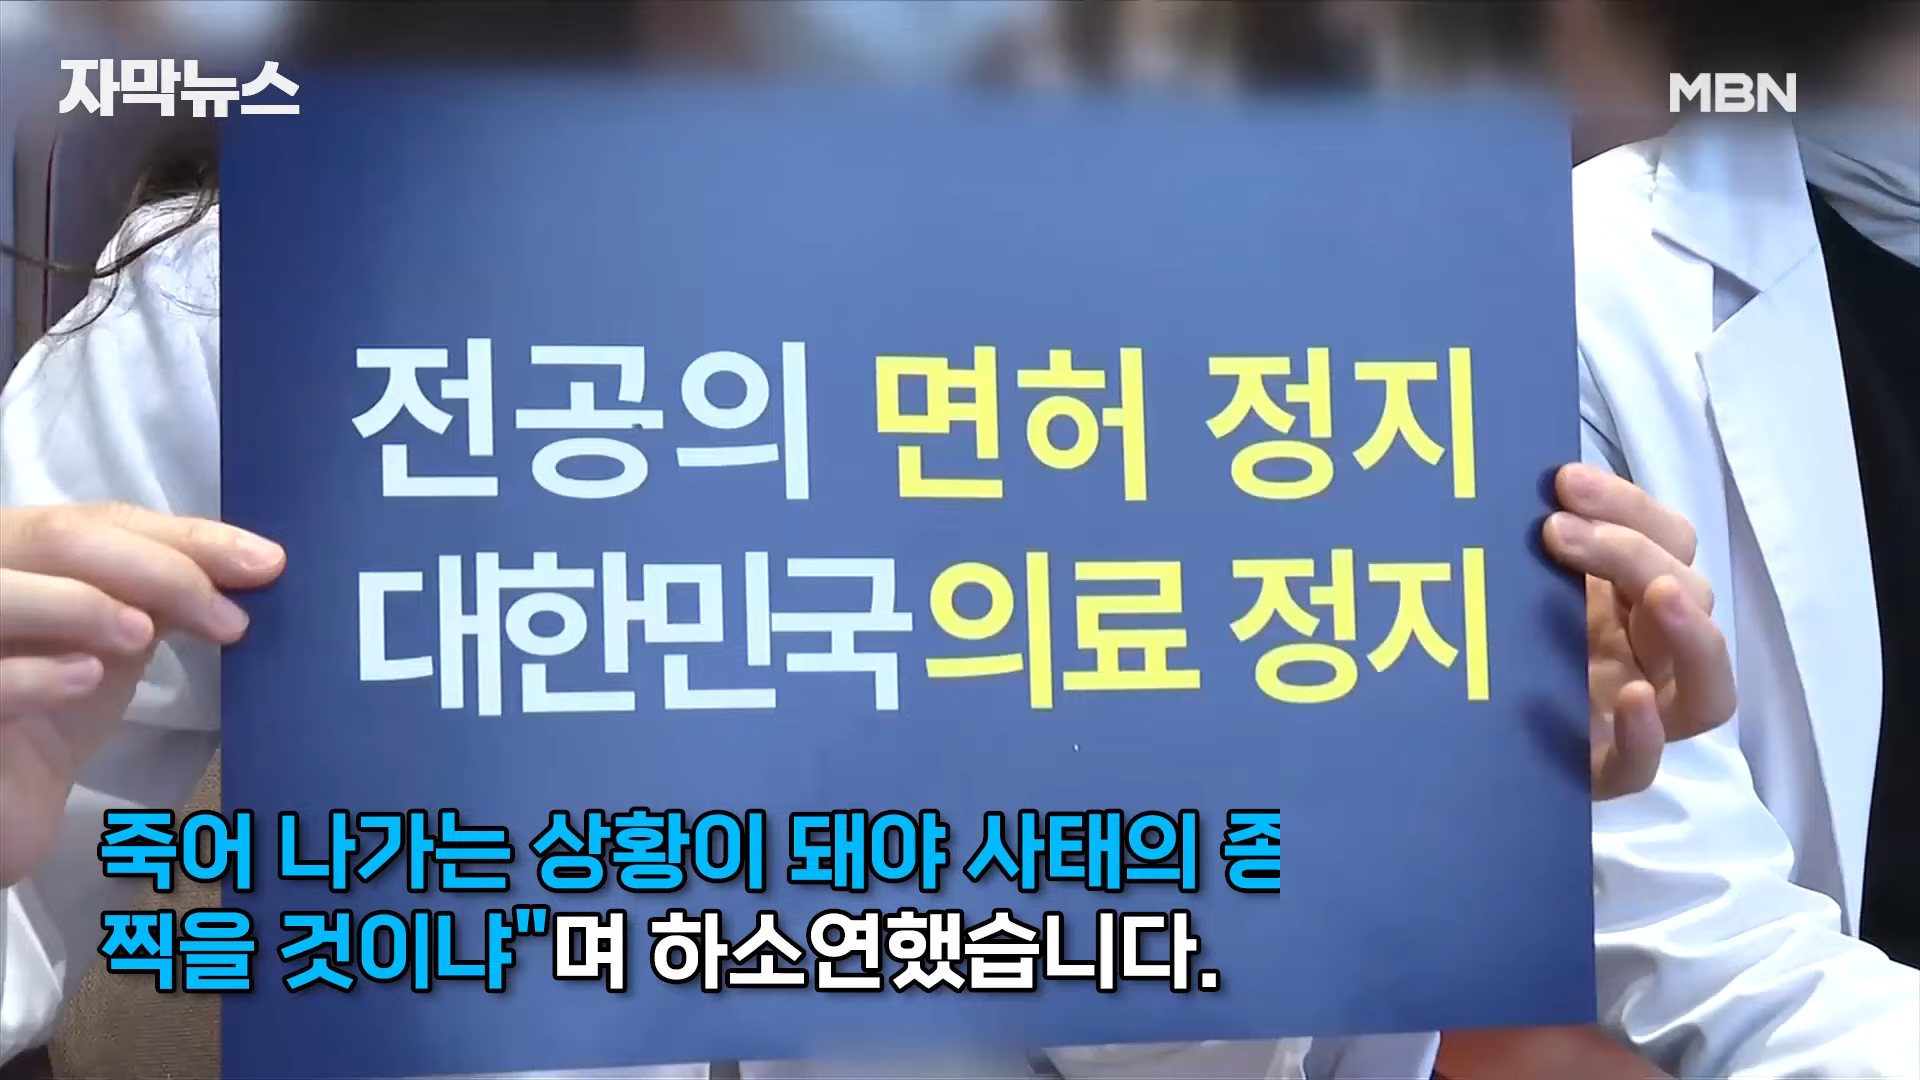 자막뉴스
MBN
전공의 면허 정지
대한민국의료 정지
죽어 나가는 상황이 돼야 사태의
찍을 것이냐"며 하소연했습니다.